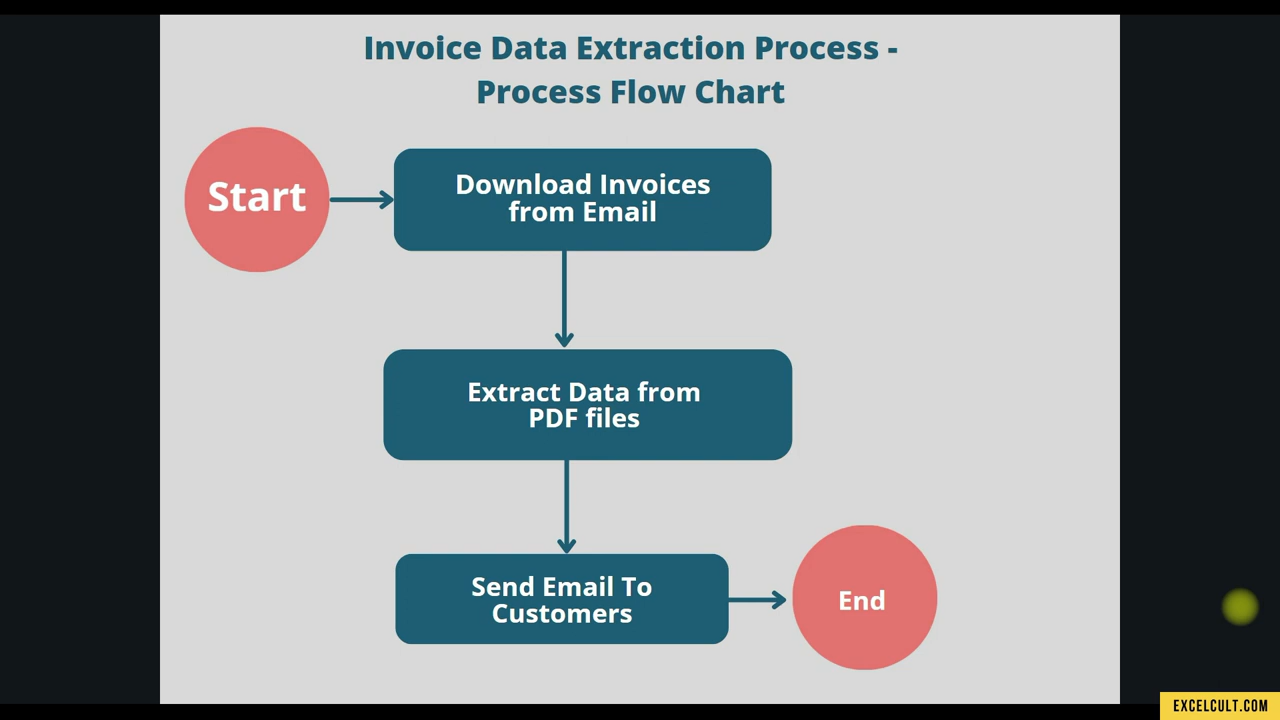 Invoice Data Extraction Process -
Process Flow Chart
Start
Download Invoices
from Email
Extract Data from
PDF files
Send Email To
Customers
End
EXCELCULT.COM